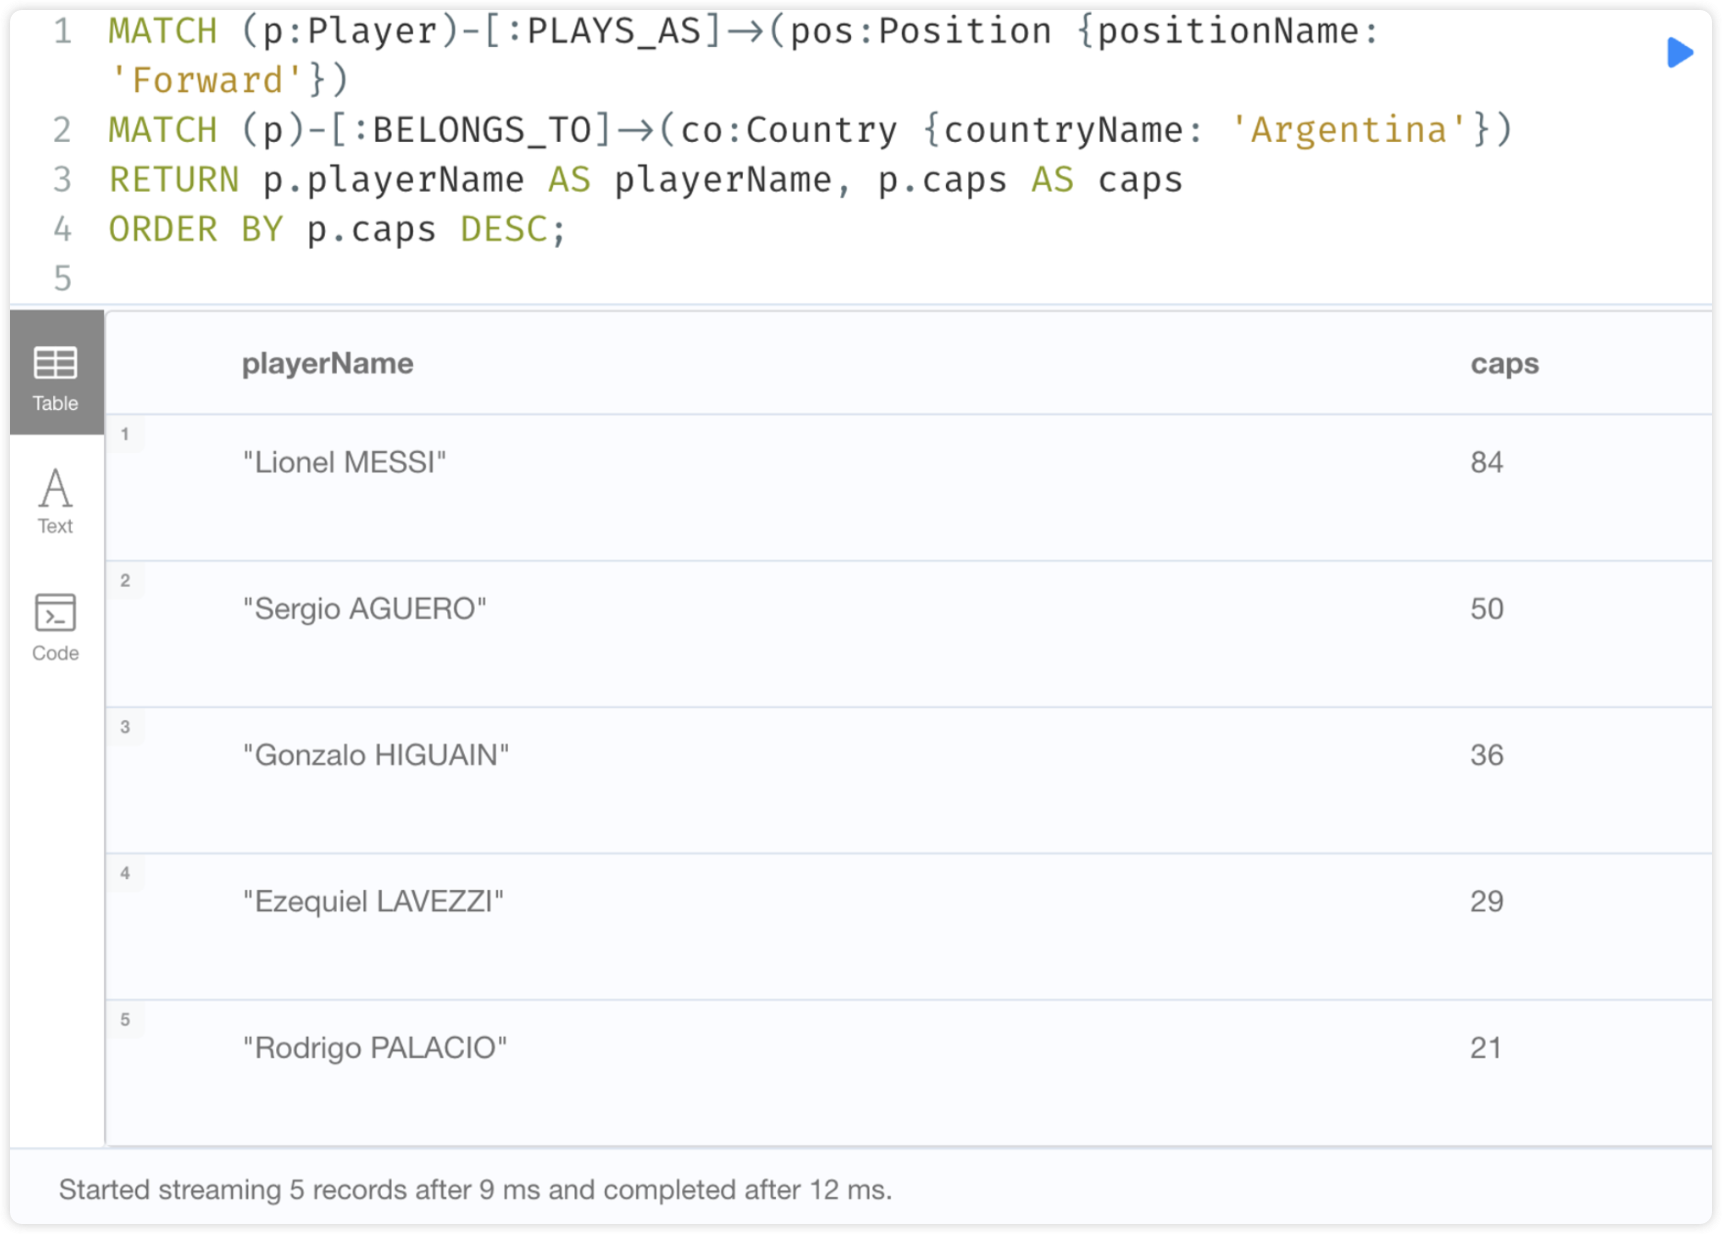 1 MATCH (p:Player)-[:PLAYS_AS]->(pos:Position {positionName:
'Forward'})
2 MATCH (p)-[:BELONGS_TO]->(co:Country {countryName: 'Argentina'})
3 RETURN p.playerName AS playerName, p.caps AS caps
4 ORDER BY p.caps DESC;
5
playerName caps
Table
1
"Lionel MESSI" 84
Text
2
"Sergio AGUERO" 50
Code
3
"Gonzalo HIGUAIN" 36
4
"Ezequiel LAVEZZI" 29
5
"Rodrigo PALACIO" 21
Started streaming 5 records after 9 ms and completed after 12 ms.